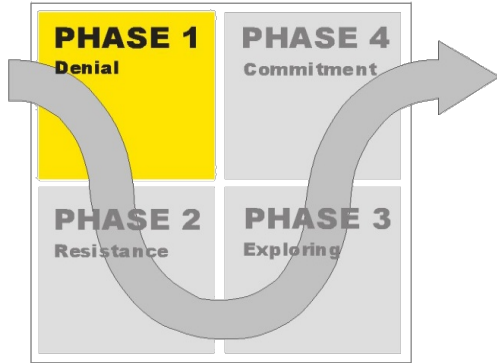 PHASE 1
Denial
PHASE 4
Commitment
PHASE 2
Resistance
PHASE 3
Exploring